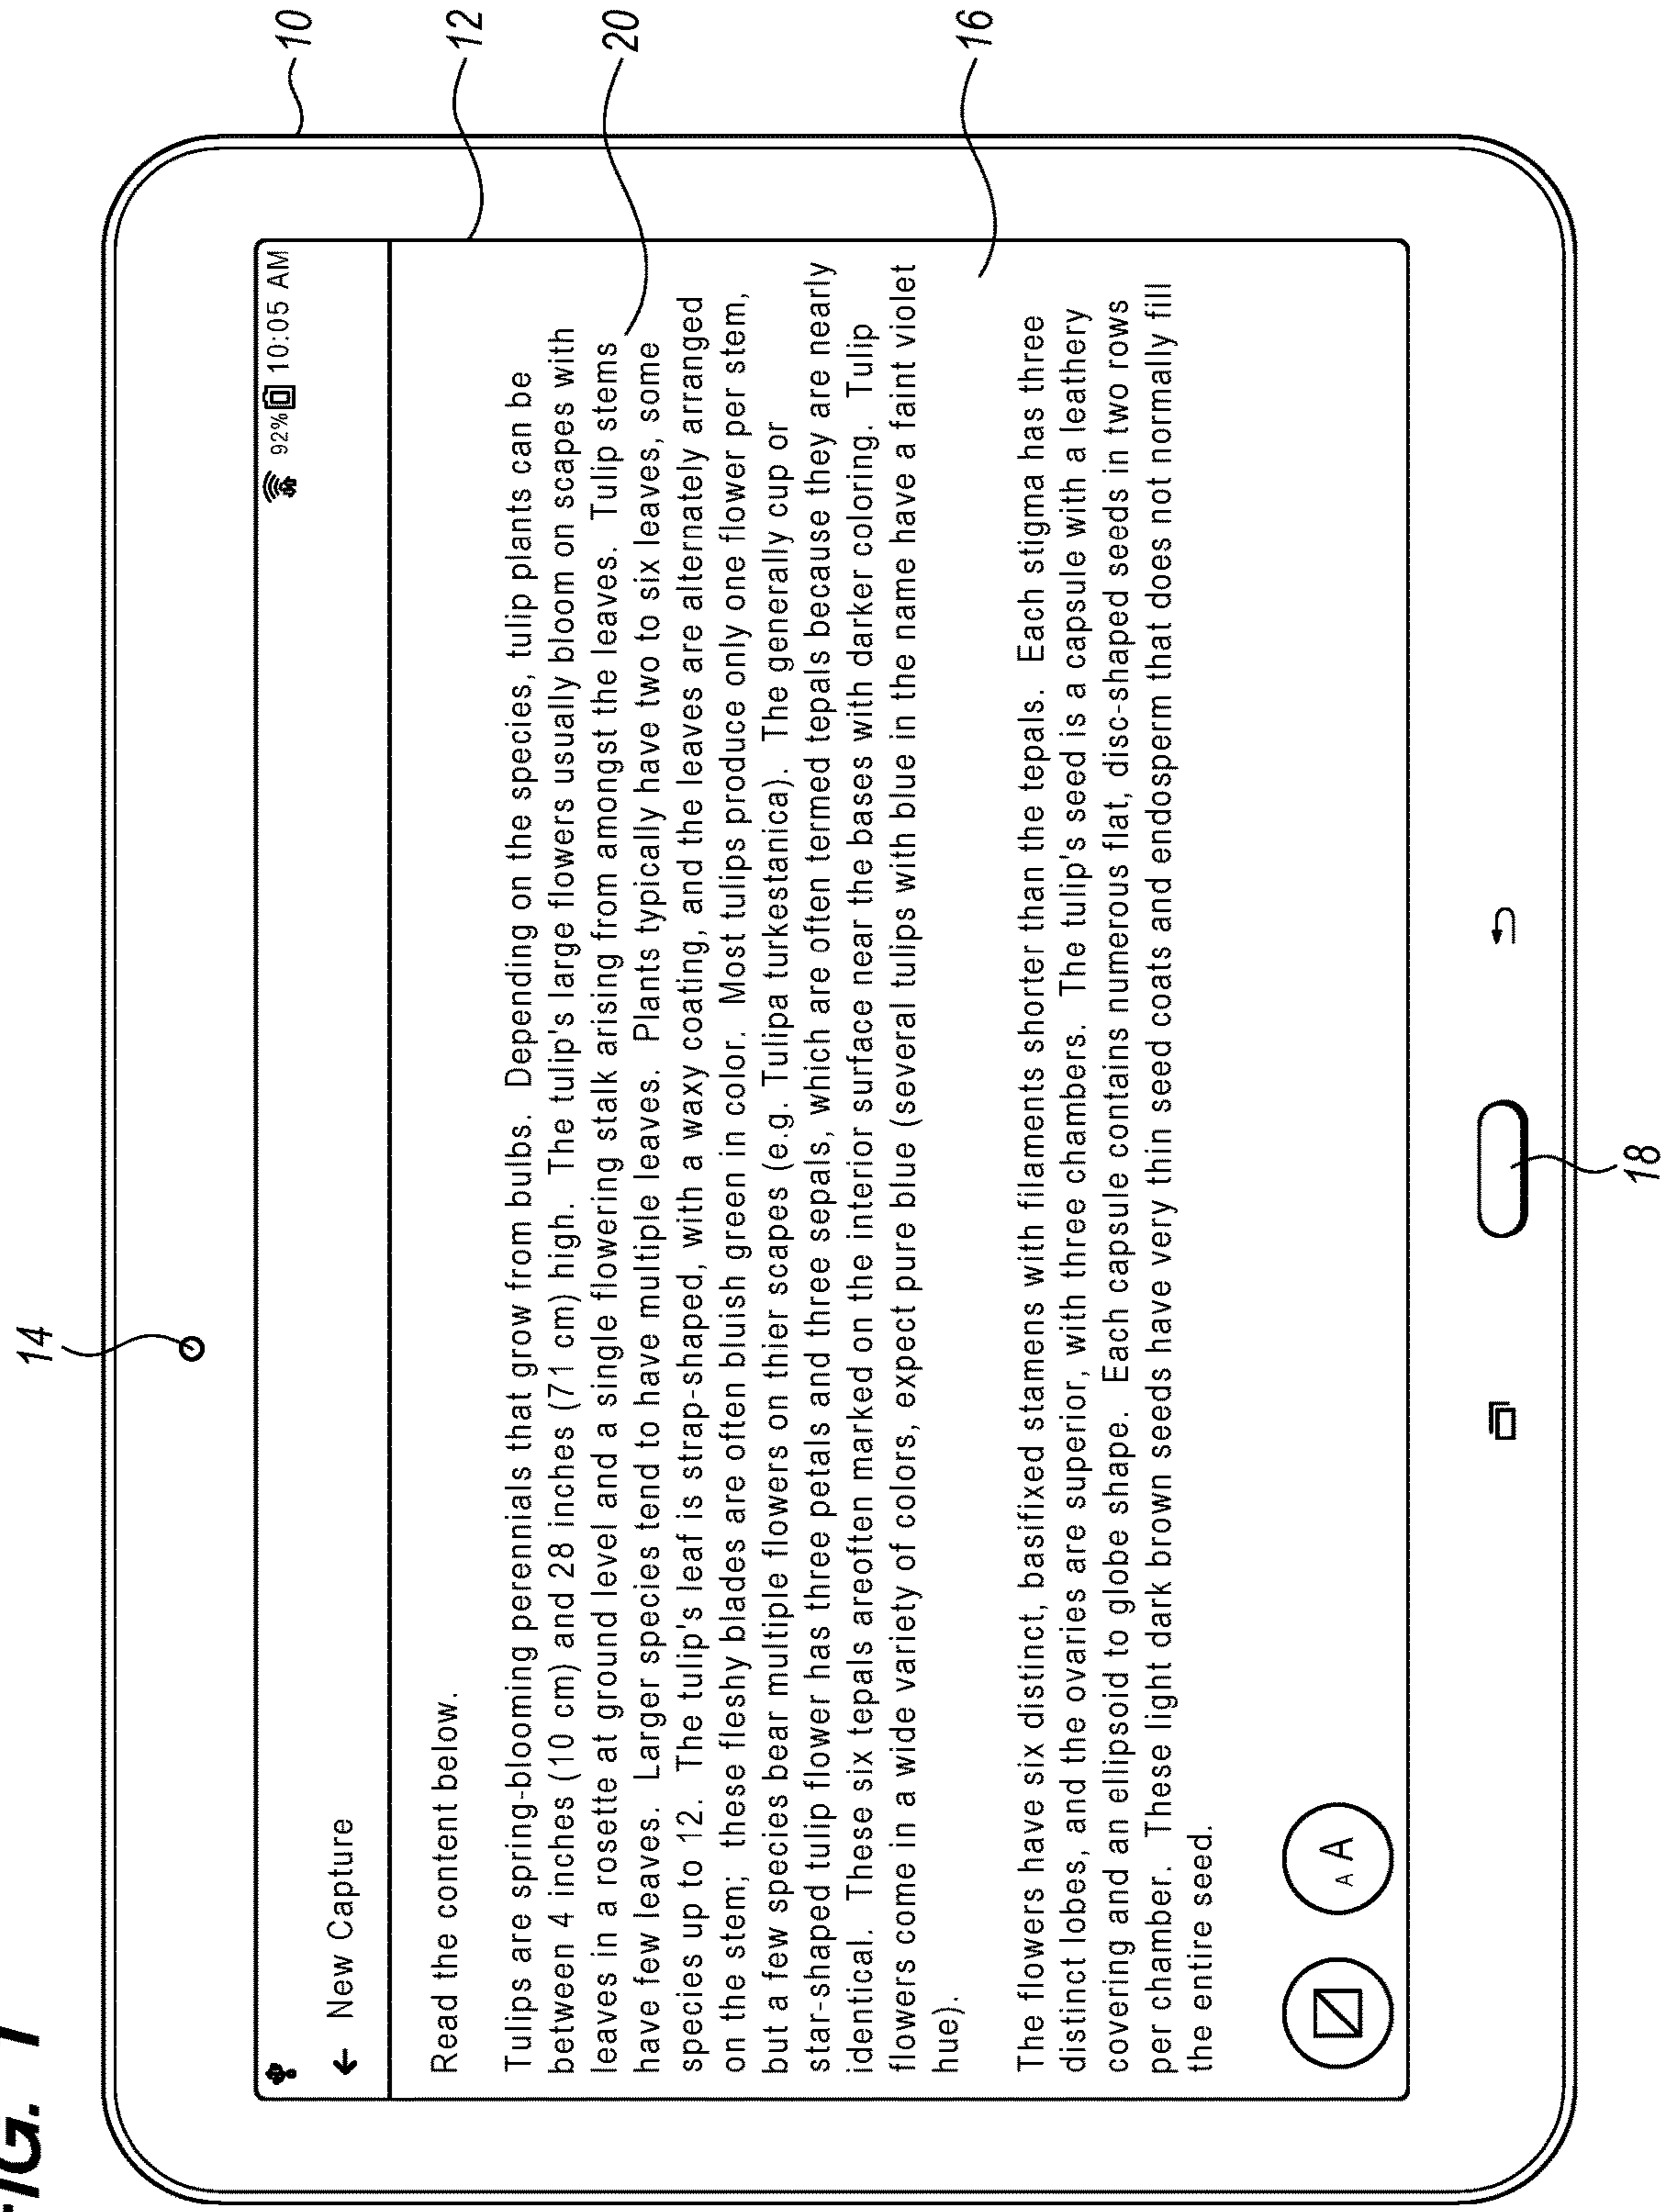 FIG. 1
14
92% 10:05 AM
10
← New Capture
12
Read the content below.
Tulips are spring-blooming perennials that grow from bulbs. Depending on the species, tulip plants can be
between 4 inches (10 cm) and 28 inches (71 cm) high. The tulip's large flowers usually bloom on scapes with
leaves in a rosette at ground level and a single flowering stalk arising from amongst the leaves. Tulip stems
20
have few leaves. Larger species tend to have multiple leaves. Plants typically have two to six leaves, some
species up to 12. The tulip's leaf is strap-shaped, with a waxy coating, and the leaves are alternately arranged
on the stem; these fleshy blades are often bluish green in color. Most tulips produce only one flower per stem,
but a few species bear multiple flowers on thier scapes (e.g. Tulipa turkestanica). The generally cup or
star-shaped tulip flower has three petals and three sepals, which are often termed tepals because they are nearly
identical. These six tepals areoften marked on the interior surface near the bases with darker coloring. Tulip
flowers come in a wide variety of colors, expect pure blue (several tulips with blue in the name have a faint violet
hue).
16
The flowers have six distinct, basifixed stamens with filaments shorter than the tepals. Each stigma has three
distinct lobes, and the ovaries are superior, with three chambers. The tulip's seed is a capsule with a leathery
covering and an ellipsoid to globe shape. Each capsule contains numerous flat, disc-shaped seeds in two rows
per chamber. These light dark brown seeds have very thin seed coats and endosperm that does not normally fill
the entire seed.
A A
18